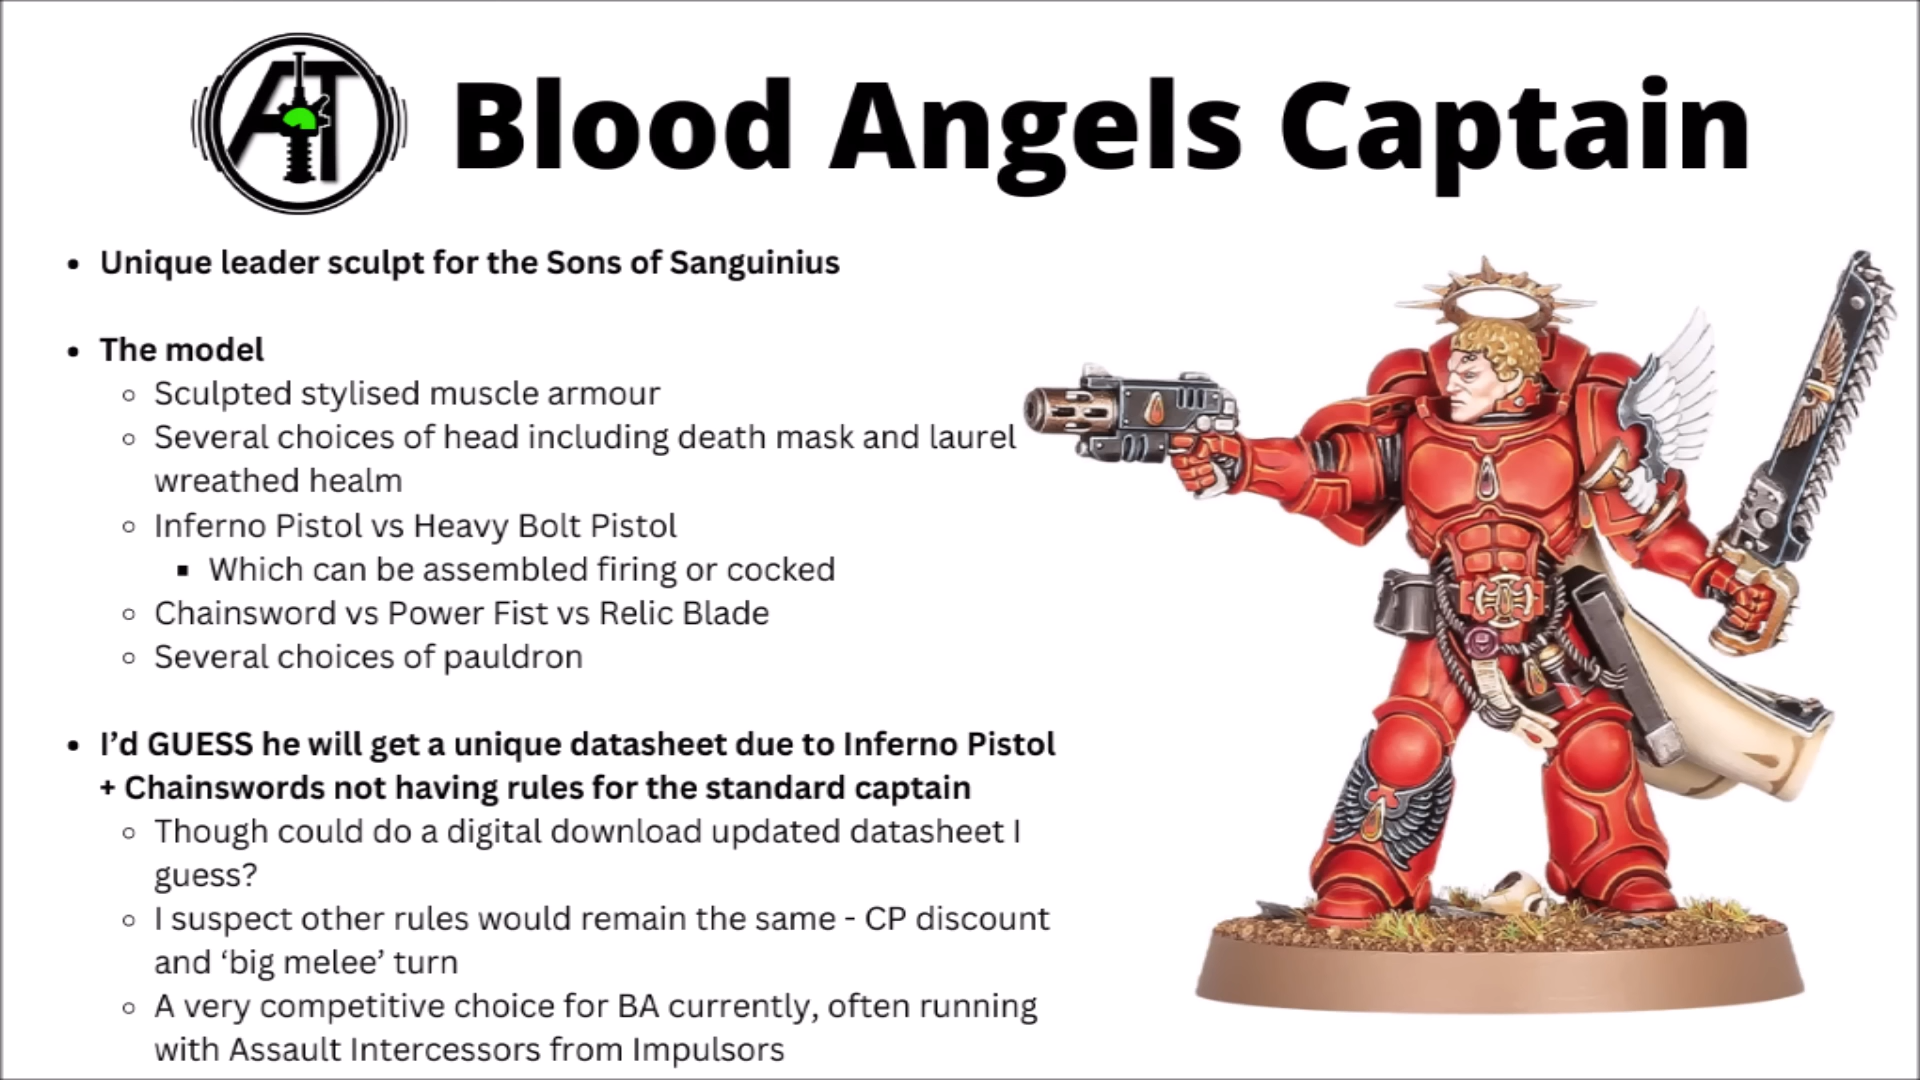 AT
Blood Angels Captain
• Unique leader sculpt for the Sons of Sanguinius
• The model
◦ Sculpted stylised muscle armour
◦ Several choices of head including death mask and laurel
wreathed healm
◦ Inferno Pistol vs Heavy Bolt Pistol
▪ Which can be assembled firing or cocked
◦ Chainsword vs Power Fist vs Relic Blade
◦ Several choices of pauldron
• I’d GUESS he will get a unique datasheet due to Inferno Pistol
+ Chainswords not having rules for the standard captain
◦ Though could do a digital download updated datasheet I
guess?
◦ I suspect other rules would remain the same - CP discount
and ‘big melee’ turn
◦ A very competitive choice for BA currently, often running
with Assault Intercessors from Impulsors